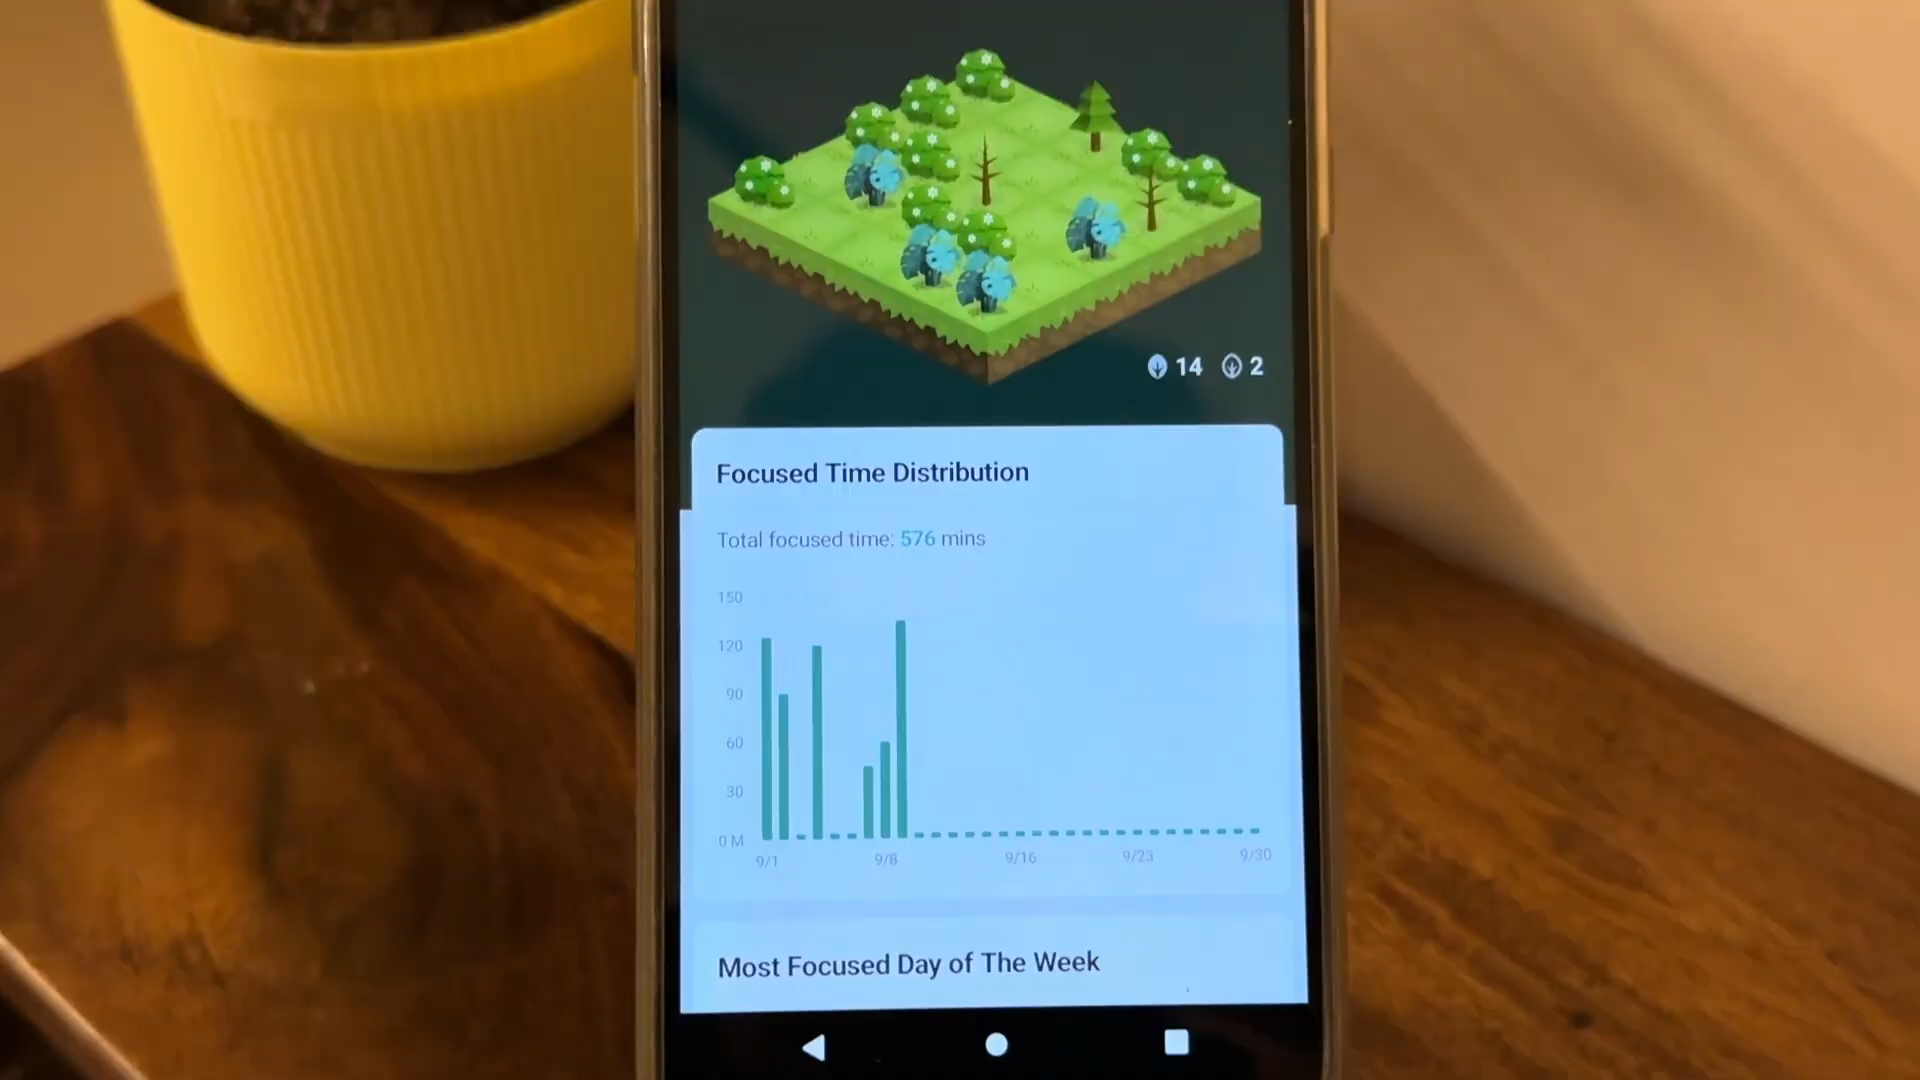 14 2
Focused Time Distribution
Total focused time: 576 mins
150
120
90
60
30
0 M
9/1 9/8 9/16 9/23 9/30
Most Focused Day of The Week